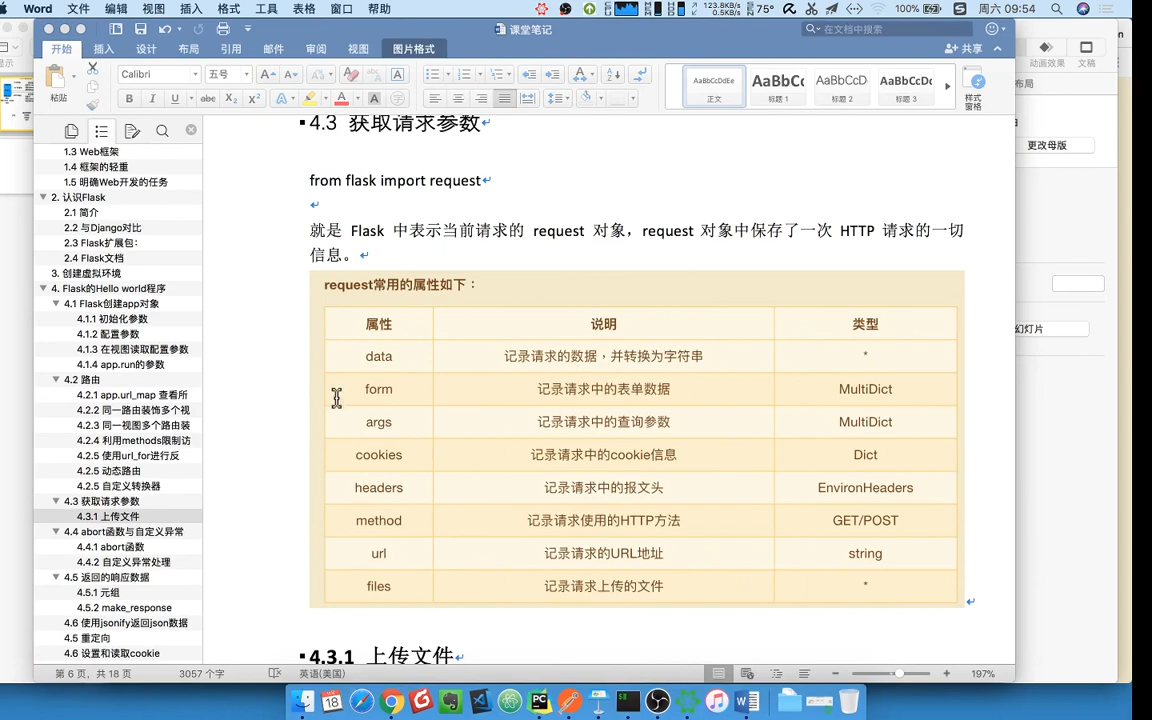 Word 文件 编辑 视图 插入 格式 工具 表格 窗口 帮助
123.8KB/s
0.5KB/s
75° 100% 周六 09:54
课堂笔记
在文档中搜索
开始 插入 设计 布局 引用 邮件 审阅 视图 图片格式
共享
粘贴
Calibri 五号
AaBbCcDdEe 正文
AaBbCc 标题 1
AaBbCcD 标题 2
AaBbCcDc 标题 3
样式
窗格
动画效果 文稿
更改母版
1.3 Web框架
1.4 框架的轻重
1.5 明确Web开发的任务
2. 认识Flask
2.1 简介
2.2 与Django对比
2.3 Flask扩展包:
2.4 Flask文档
3. 创建虚拟环境
4. Flask的Hello world程序
4.1 Flask创建app对象
4.1.1 初始化参数
4.1.2 配置参数
4.1.3 在视图读取配置参数
4.1.4 app.run的参数
4.2 路由
4.2.1 app.url_map 查看所
4.2.2 同一路由装饰多个视
4.2.3 同一视图多个路由装
4.2.4 利用methods限制访
4.2.5 使用url_for进行反
4.2.5 动态路由
4.2.5 自定义转换器
4.3 获取请求参数
4.3.1 上传文件
4.4 abort函数与自定义异常
4.4.1 abort函数
4.4.2 自定义异常处理
4.5 返回的响应数据
4.5.1 元组
4.5.2 make_response
4.6 使用jsonify返回json数据
4.5 重定向
4.6 设置和读取cookie
4.3 获取请求参数
from flask import request
就是 Flask 中表示当前请求的 request 对象，request 对象中保存了一次 HTTP 请求的一切
信息。
request常用的属性如下：
属性 说明 类型
data 记录请求的数据，并转换为字符串 *
form 记录请求中的表单数据 MultiDict
args 记录请求中的查询参数 MultiDict
cookies 记录请求中的cookie信息 Dict
headers 记录请求中的报文头 EnvironHeaders
method 记录请求使用的HTTP方法 GET/POST
url 记录请求的URL地址 string
files 记录请求上传的文件 *
4.3.1 上传文件
第 6 页，共 18 页 3057 个字 英语(美国) 197%